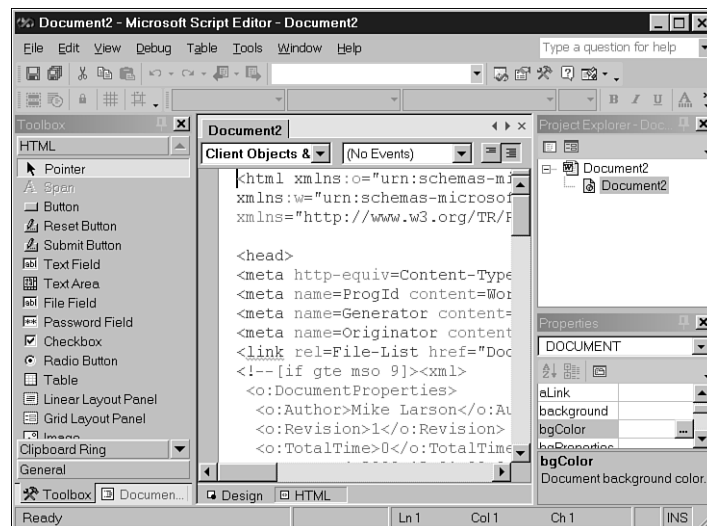 Document2 - Microsoft Script Editor - Document2
File Edit View Debug Table Tools Window Help
Type a question for help
B I U A
Toolbox
HTML
Pointer
Span
Button
Reset Button
Submit Button
Text Field
Text Area
File Field
Password Field
Checkbox
Radio Button
Table
Linear Layout Panel
Grid Layout Panel
Image
Clipboard Ring
General
Toolbox Documen...
Document2
Client Objects & (No Events)
<html xmlns:o="urn:schemas-mi
xmlns:w="urn:schemas-microsof
xmlns="http://www.w3.org/TR/R
<head>
<meta http-equiv=Content-Type
<meta name=ProgId content=Wor
<meta name=Generator content=
<meta name=Originator content
<link rel=File-List href="Doc
<!--[if gte mso 9]><xml>
<o:DocumentProperties>
<o:Author>Mike Larson</o:Au
<o:Revision>1</o:Revision>
<o:TotalTime>0</o:TotalTime
Design HTML
Project Explorer - Doc...
Document2
Document2
Properties
DOCUMENT
aLink
background
bgColor
bgProperties
bgColor
Document background color.
Ready Ln 1 Col 1 Ch 1 INS